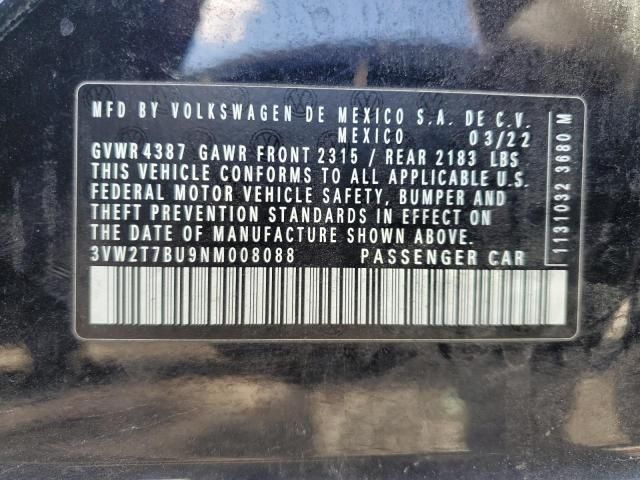 MFD BY VOLKSWAGEN DE MEXICO S.A. DE C.V.
MEXICO 03/22
GVWR 4387 GAWR FRONT 2315 / REAR 2183 LBS
THIS VEHICLE CONFORMS TO ALL APPLICABLE U.S.
FEDERAL MOTOR VEHICLE SAFETY, BUMPER AND
THEFT PREVENTION STANDARDS IN EFFECT ON
THE DATE OF MANUFACTURE SHOWN ABOVE.
3VW2T7BU9NM008088 PASSENGER CAR
1131032 3680 M